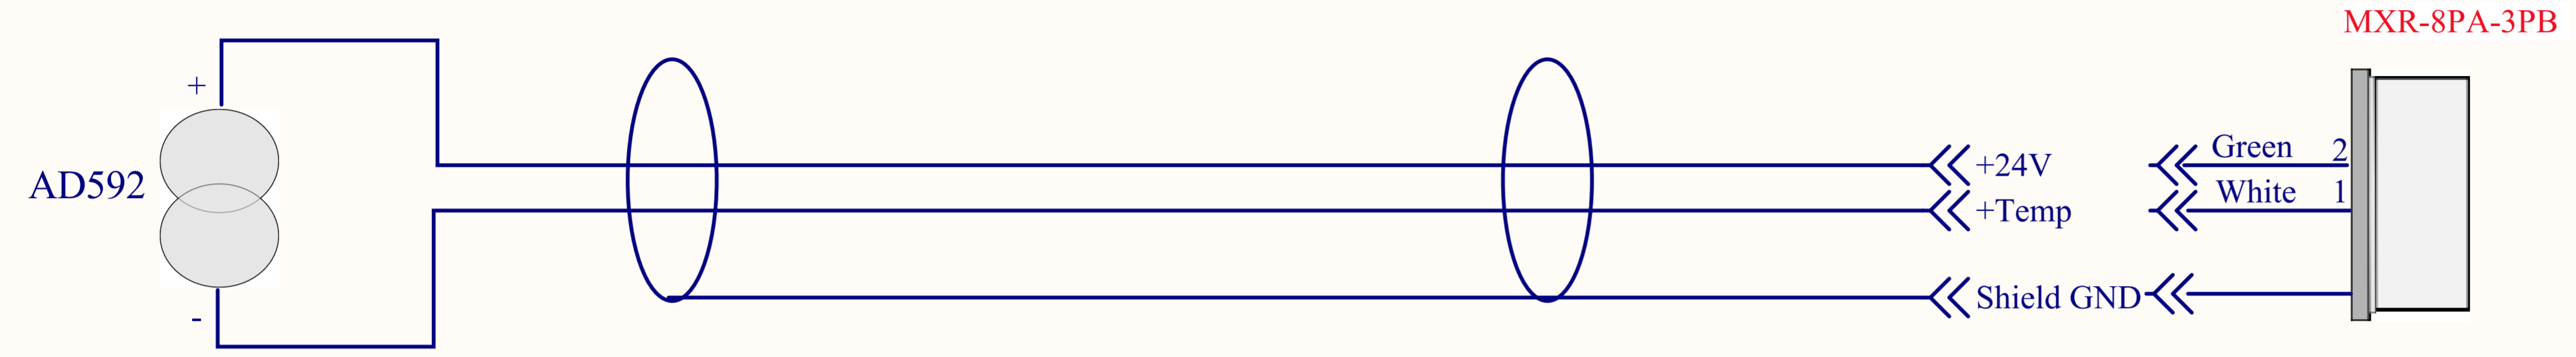 MXR-8PA-3PB
+
AD592
-
+24V
Green 2
+Temp
White 1
Shield GND